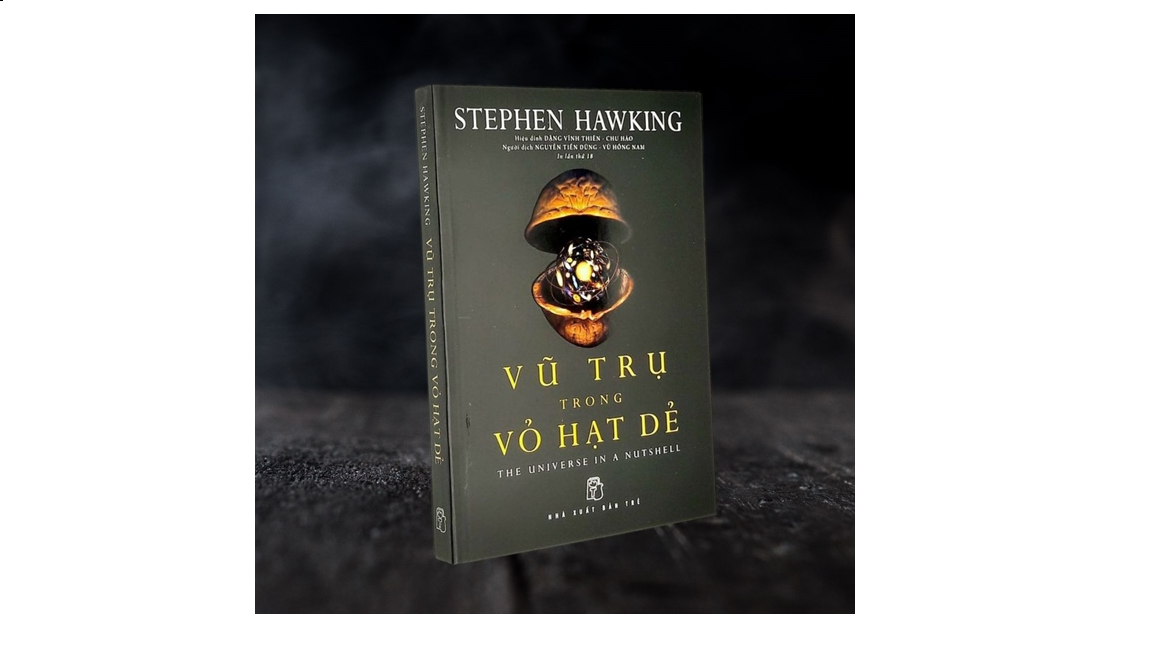 STEPHEN HAWKING
Hiệu đính ĐẶNG VĨNH THIÊN - CHU HẢO
Người dịch NGUYỄN TIẾN DŨNG - VŨ HỒNG NAM
In lần thứ 18
VŨ TRỤ
TRONG
VỎ HẠT DẺ
THE UNIVERSE IN A NUTSHELL
NHÀ XUẤT BẢN TRẺ
STEPHEN HAWKING VŨ TRỤ TRONG VỎ HẠT DẺ